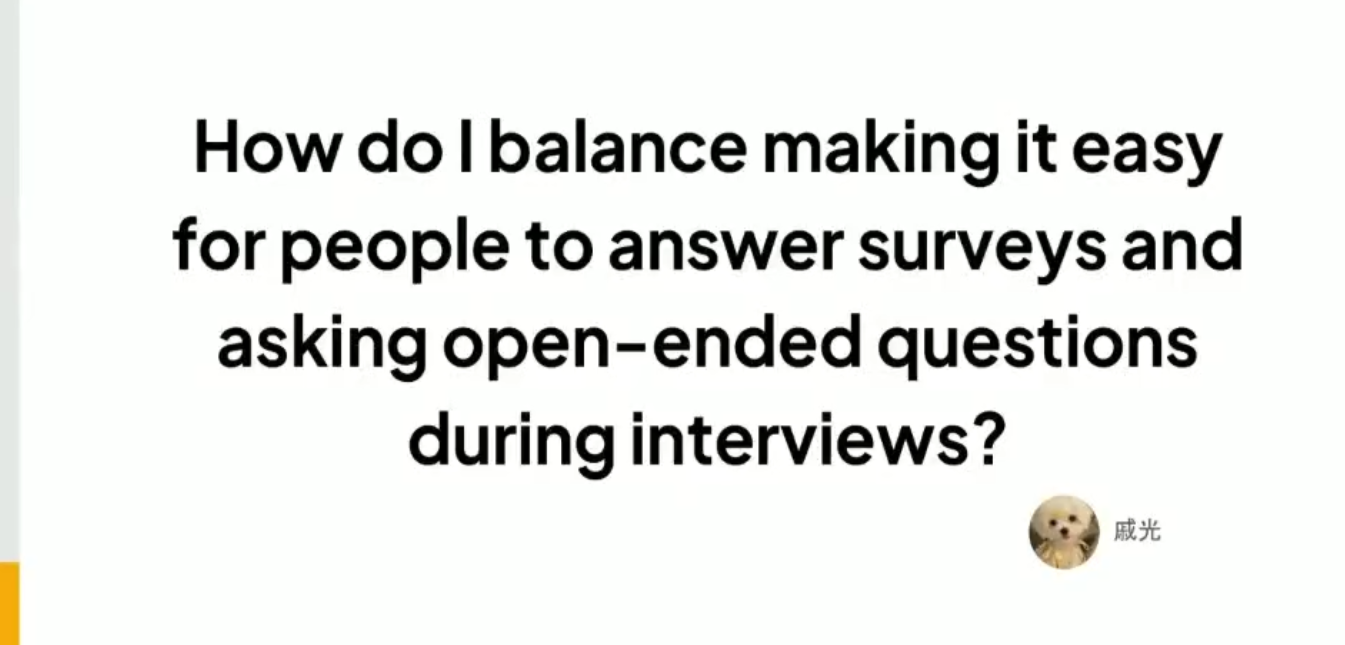 How do I balance making it easy
for people to answer surveys and
asking open-ended questions
during interviews?
戚光